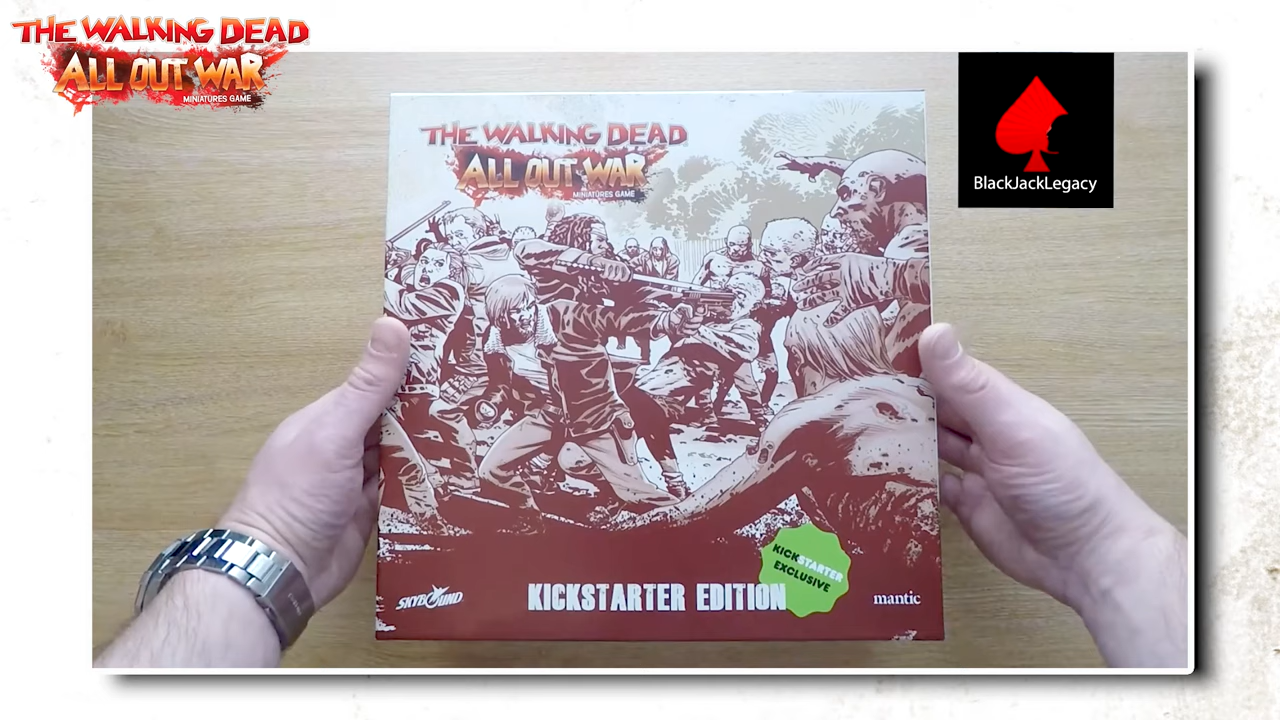 THE WALKING DEAD
ALL OUT WAR
MINIATURES GAME
BlackJackLegacy
THE WALKING DEAD
ALL OUT WAR
MINIATURES GAME
KICKSTARTER
EXCLUSIVE
SKYBOUND
KICKSTARTER EDITION
mantic